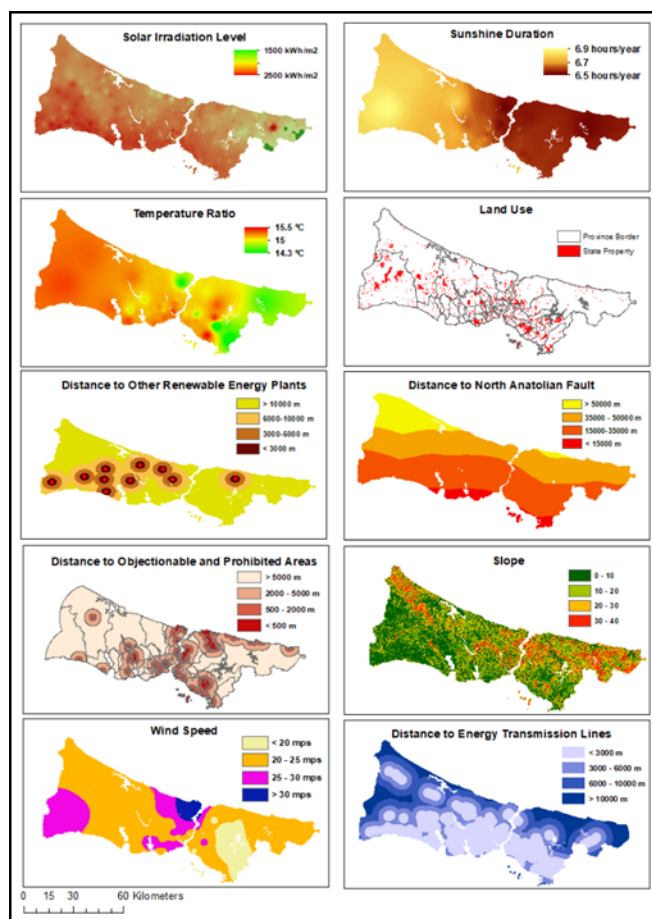 Solar Irradiation Level
1500 kWh/m2
2500 kWh/m2
Sunshine Duration
6.9 hours/year
6.7
6.5 hours/year
Temperature Ratio
15.5 °C
15
14.3 °C
Land Use
Province Border
State Property
Distance to Other Renewable Energy Plants
> 10000 m
6000-10000 m
3000-6000 m
< 3000 m
Distance to North Anatolian Fault
> 50000 m
35000 - 50000 m
15000-35000 m
< 15000 m
Distance to Objectionable and Prohibited Areas
> 5000 m
2000 - 5000 m
500 - 2000 m
< 500 m
Slope
0 - 10
10 - 20
20 - 30
30 - 40
Wind Speed
< 20 mps
20 - 25 mps
25 - 30 mps
> 30 mps
Distance to Energy Transmission Lines
< 3000 m
3000 - 6000 m
6000 - 10000 m
> 10000 m
0 15 30 60 Kilometers